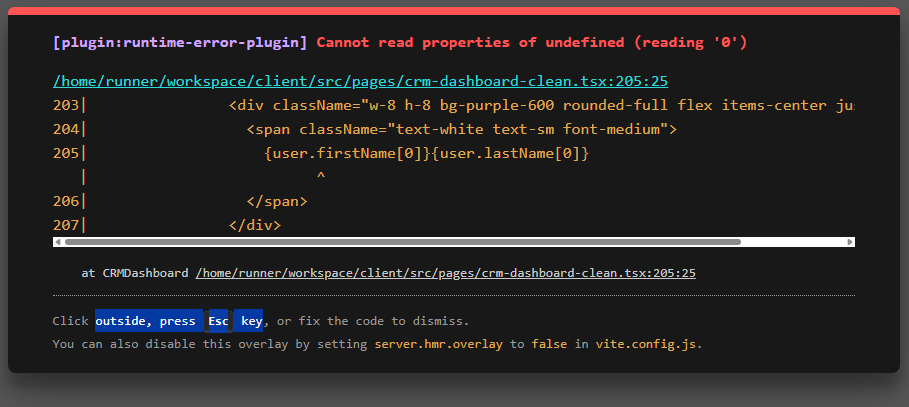 [plugin:runtime-error-plugin] Cannot read properties of undefined (reading '0')
/home/runner/workspace/client/src/pages/crm-dashboard-clean.tsx:205:25
203|                <div className="w-8 h-8 bg-purple-600 rounded-full flex items-center jus
204|                  <span className="text-white text-sm font-medium">
205|                    {user.firstName[0]}{user.lastName[0]}
   |                          ^
206|                  </span>
207|                </div>
at CRMDashboard /home/runner/workspace/client/src/pages/crm-dashboard-clean.tsx:205:25
Click outside, press Esc key, or fix the code to dismiss.
You can also disable this overlay by setting server.hmr.overlay to false in vite.config.js.